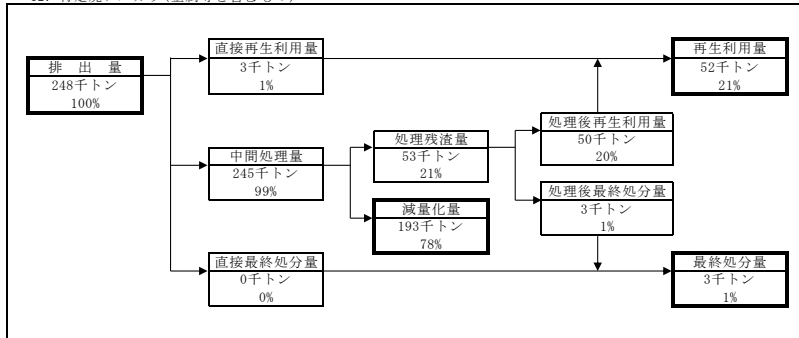 排 出 量
248千トン
100%
直接再生利用量
3千トン
1%
中間処理量
245千トン
99%
直接最終処分量
0千トン
0%
処理残渣量
53千トン
21%
減量化量
193千トン
78%
処理後再生利用量
50千トン
20%
処理後最終処分量
3千トン
1%
再生利用量
52千トン
21%
最終処分量
3千トン
1%